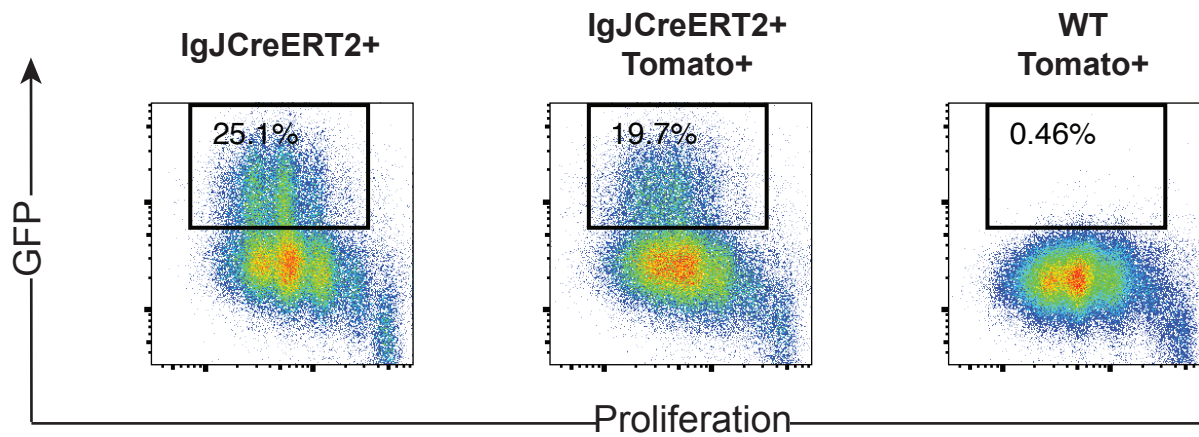 IgJCreERT2+
IgJCreERT2+
Tomato+
WT
Tomato+
25.1%
19.7%
0.46%
GFP
Proliferation